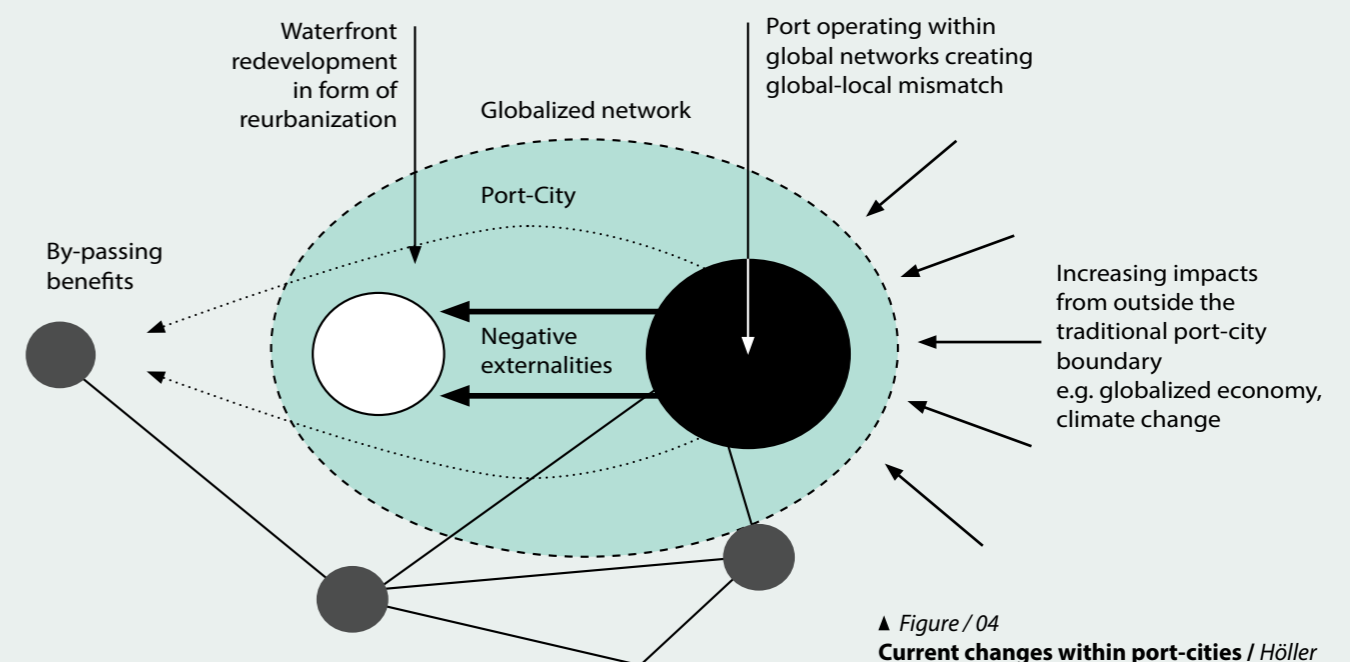 Waterfront
redevelopment
in form of
reurbanization
Port operating within
global networks creating
global-local mismatch
Globalized network
Port-City
By-passing
benefits
Negative
externalities
Increasing impacts
from outside the
traditional port-city
boundary
e.g. globalized economy,
climate change
▲ Figure / 04
Current changes within port-cities / Höller